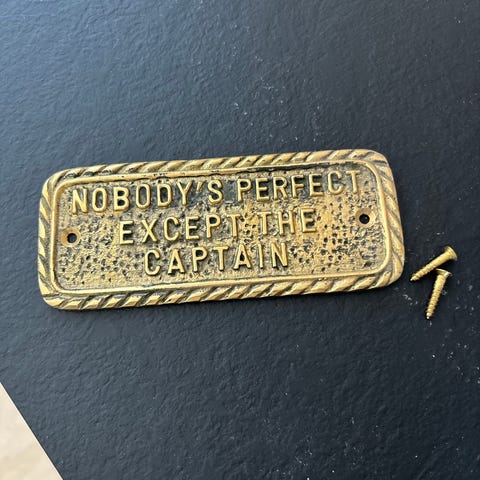 NOBODY'S PERFECT
EXCEPT THE
CAPTAIN